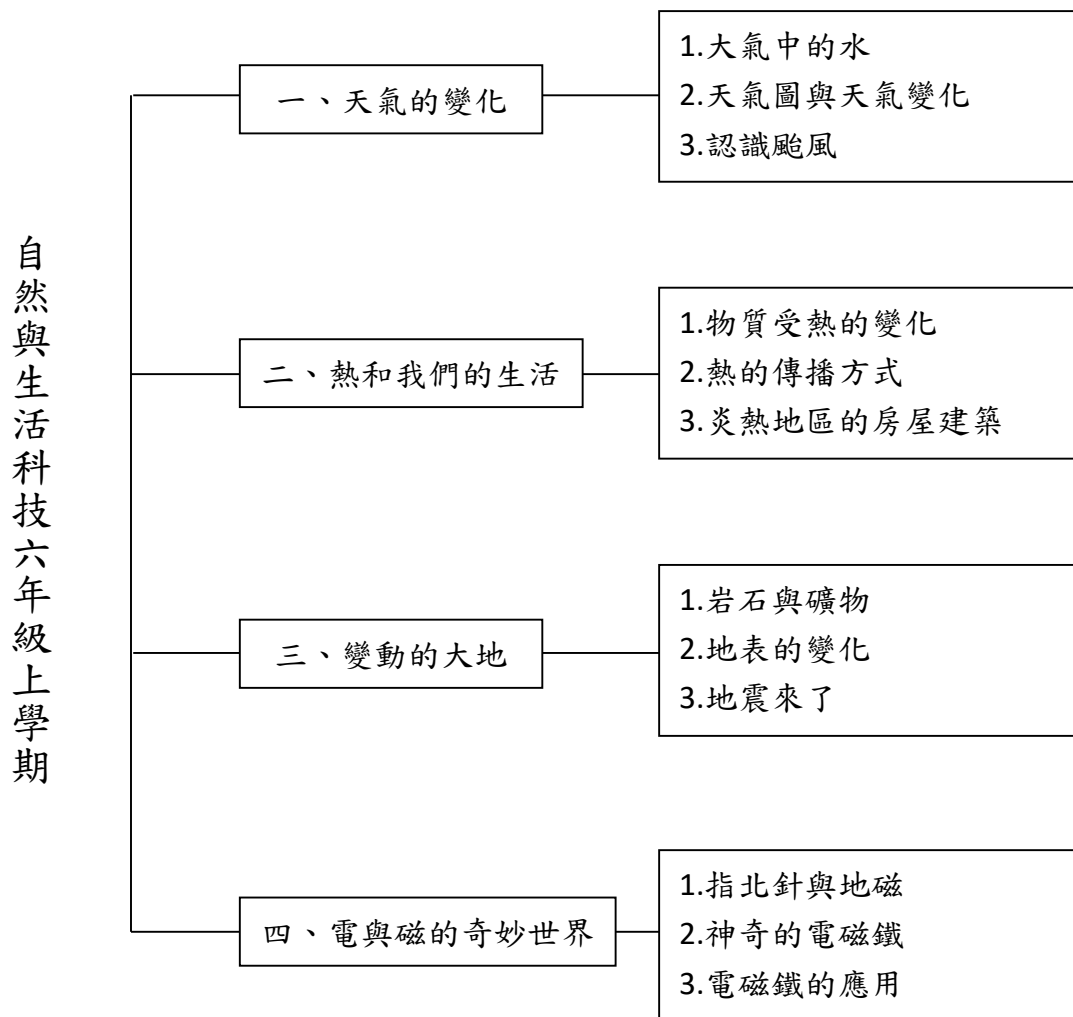 自然與生活科技六年級上學期
一、天氣的變化
1.大氣中的水
2.天氣圖與天氣變化
3.認識颱風
二、熱和我們的生活
1.物質受熱的變化
2.熱的傳播方式
3.炎熱地區的房屋建築
三、變動的大地
1.岩石與礦物
2.地表的變化
3.地震來了
四、電與磁的奇妙世界
1.指北針與地磁
2.神奇的電磁鐵
3.電磁鐵的應用